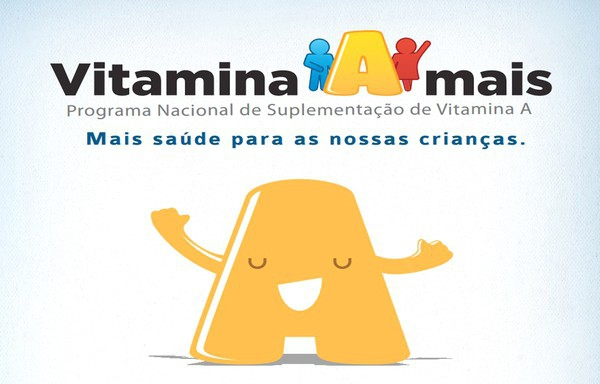 Vitamina A mais
Programa Nacional de Suplementação de Vitamina A
Mais saúde para as nossas crianças.